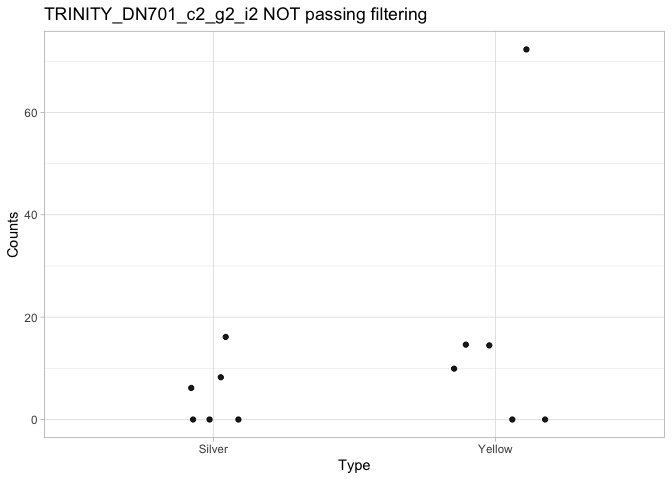 TRINITY_DN701_c2_g2_i2 NOT passing filtering
Counts
60
40
20
0
Silver
Yellow
Type